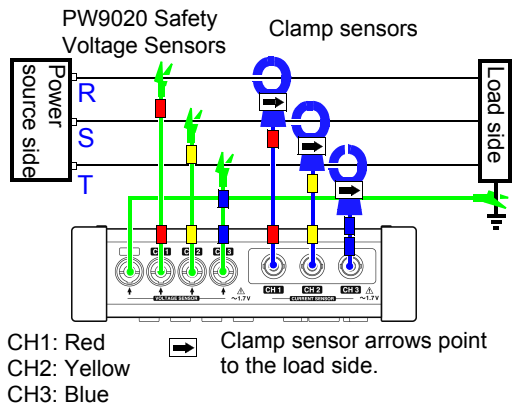 PW9020 Safety
Voltage Sensors
Clamp sensors
Power
source side
Load side
R
S
T
CH 1
CH 2
CH 3
VOLTAGE SENSOR
~1.7V
CH 1
CH 2
CH 3
CURRENT SENSOR
~1.7V
CH1: Red
CH2: Yellow
CH3: Blue
Clamp sensor arrows point
to the load side.